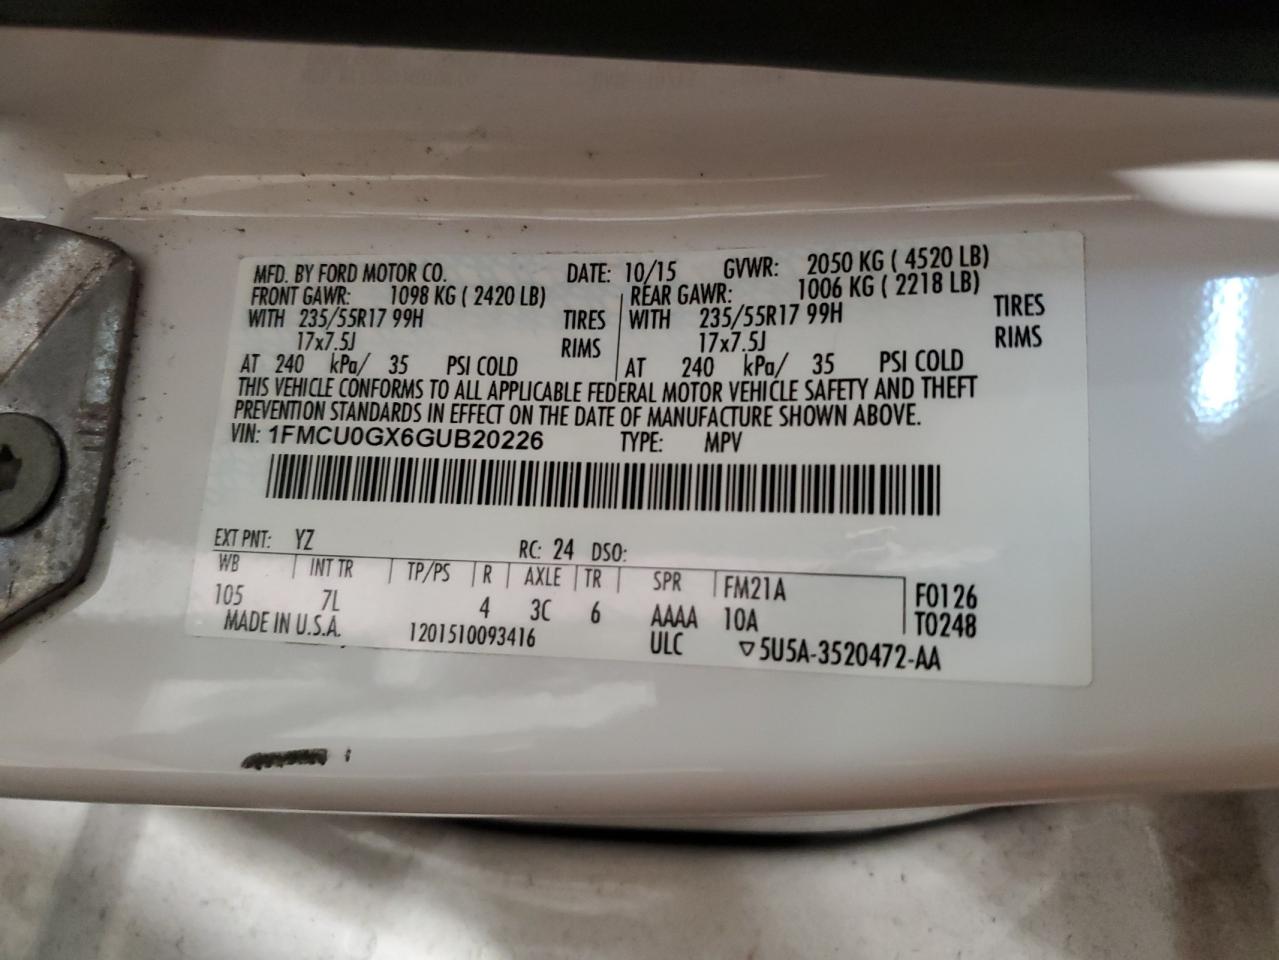 MFD. BY FORD MOTOR CO. DATE: 10/15 GVWR: 2050 KG ( 4520 LB)
FRONT GAWR: 1098 KG ( 2420 LB) REAR GAWR: 1006 KG ( 2218 LB)
WITH 235/55R17 99H TIRES WITH 235/55R17 99H TIRES
17x7.5J RIMS 17x7.5J RIMS
AT 240 kPa/ 35 PSI COLD AT 240 kPa/ 35 PSI COLD
THIS VEHICLE CONFORMS TO ALL APPLICABLE FEDERAL MOTOR VEHICLE SAFETY AND THEFT
PREVENTION STANDARDS IN EFFECT ON THE DATE OF MANUFACTURE SHOWN ABOVE.
VIN: 1FMCU0GX6GUB20226 TYPE: MPV
EXT PNT: YZ RC: 24 DSO:
WB INT TR TP/PS R AXLE TR SPR FM21A F0126
105 7L 4 3C 6 AAAA 10A T0248
MADE IN U.S.A. 1201510093416 ULC ▽5U5A-3520472-AA